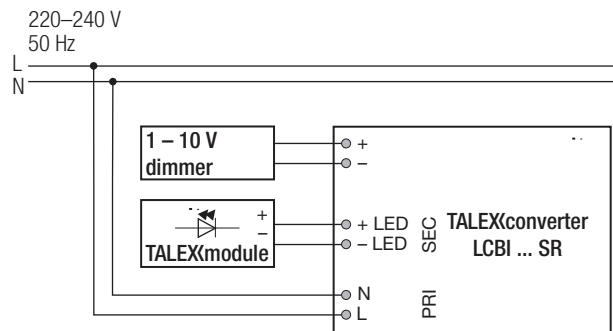 220–240 V
50 Hz
L
N
1 – 10 V
dimmer
+
–
+
–
TALEXmodule
+ LED
– LED
SEC
TALEXconverter
LCBI ... SR
N
L
PRI